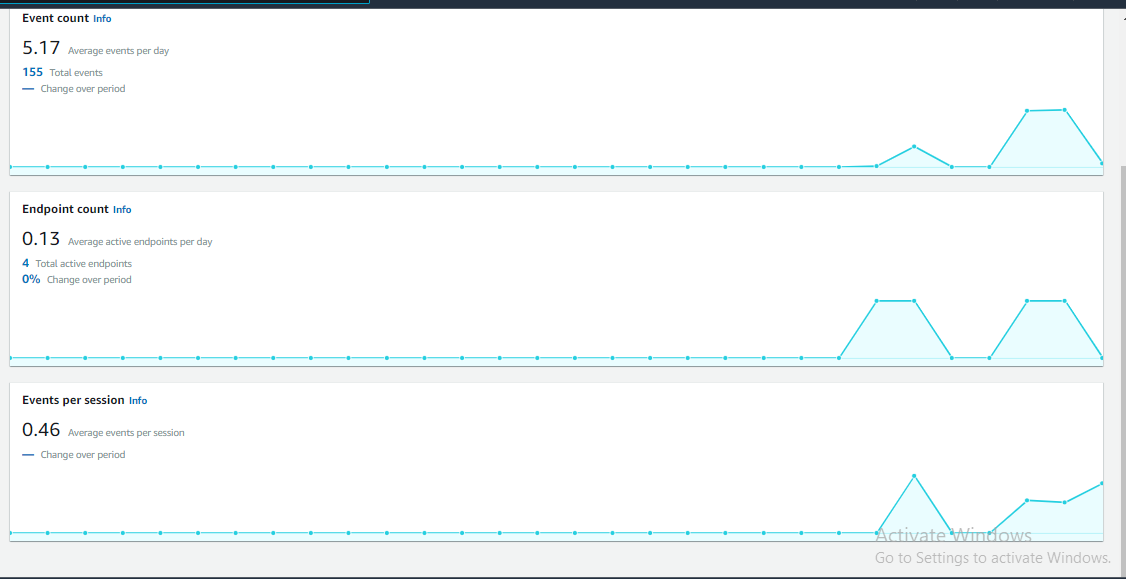 Event count Info
5.17 Average events per day
155 Total events
— Change over period
Endpoint count Info
0.13 Average active endpoints per day
4 Total active endpoints
0% Change over period
Events per session Info
0.46 Average events per session
— Change over period
Activate Windows
Go to Settings to activate Windows.